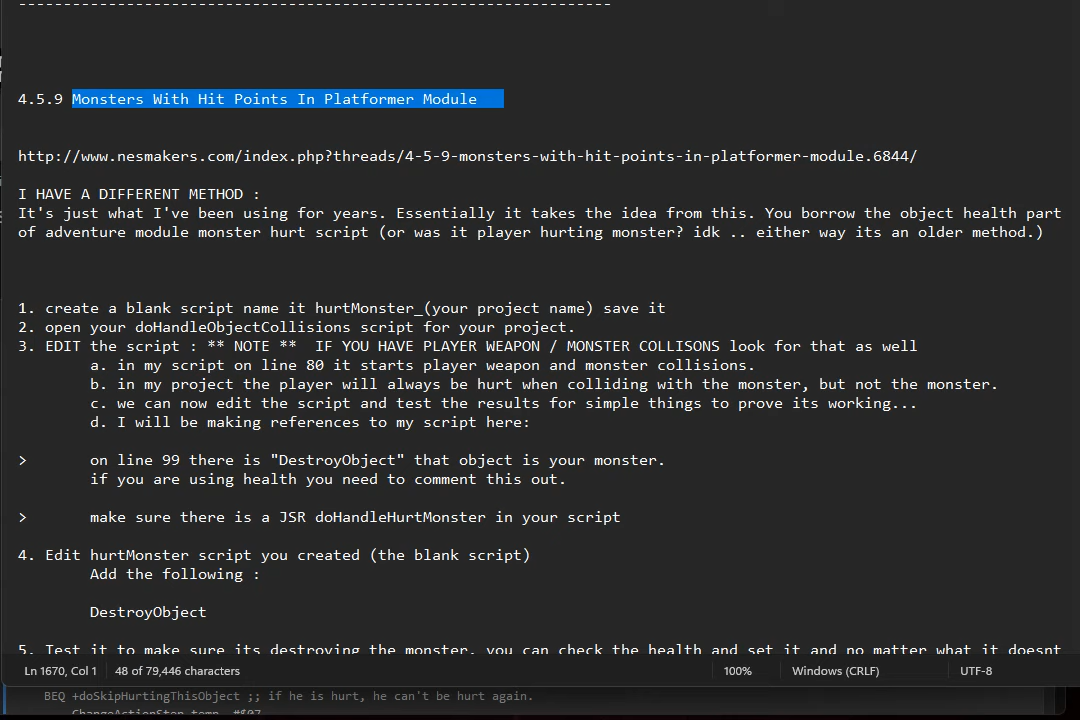 ----------------------------------------------------------------
4.5.9 Monsters With Hit Points In Platformer Module
http://www.nesmakers.com/index.php?threads/4-5-9-monsters-with-hit-points-in-platformer-module.6844/
I HAVE A DIFFERENT METHOD :
It's just what I've been using for years. Essentially it takes the idea from this. You borrow the object health part
of adventure module monster hurt script (or was it player hurting monster? idk .. either way its an older method.)
1. create a blank script name it hurtMonster_(your project name) save it
2. open your doHandleObjectCollisions script for your project.
3. EDIT the script : ** NOTE **  IF YOU HAVE PLAYER WEAPON / MONSTER COLLISONS look for that as well
a. in my script on line 80 it starts player weapon and monster collisions.
b. in my project the player will always be hurt when colliding with the monster, but not the monster.
c. we can now edit the script and test the results for simple things to prove its working...
d. I will be making references to my script here:
> on line 99 there is "DestroyObject" that object is your monster.
if you are using health you need to comment this out.
> make sure there is a JSR doHandleHurtMonster in your script
4. Edit hurtMonster script you created (the blank script)
Add the following :
DestroyObject
5. Test it to make sure its destroying the monster, you can check the health and set it and no matter what it doesnt
Ln 1670, Col 1 48 of 79,446 characters 100% Windows (CRLF) UTF-8
BEQ +doSkipHurtingThisObject ;; if he is hurt, he can't be hurt again.
ChangeActionStep temp, #$07